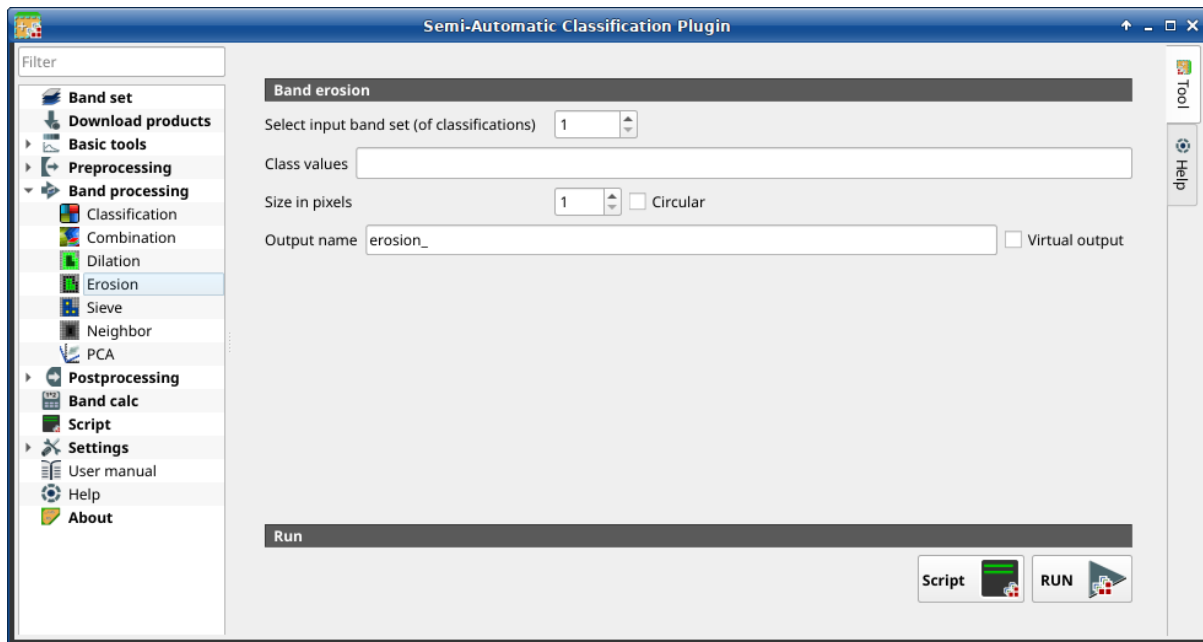 Semi-Automatic Classification Plugin
Filter
Band set
Download products
Basic tools
Preprocessing
Band processing
Classification
Combination
Dilation
Erosion
Sieve
Neighbor
PCA
Postprocessing
Band calc
Script
Settings
User manual
Help
About
Band erosion
Select input band set (of classifications) 1
Class values
Size in pixels 1 Circular
Output name erosion_ Virtual output
Run
Script RUN
Tool
Help